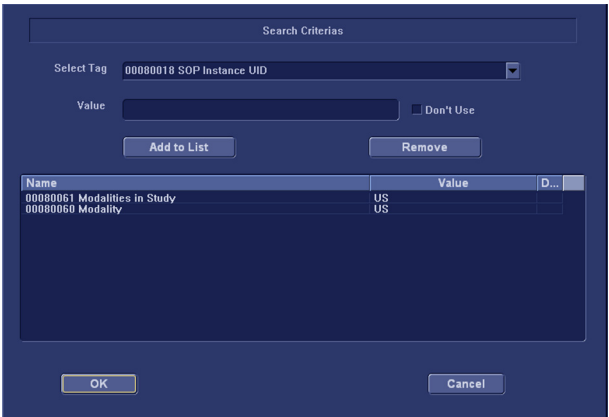 Search Criterias
Select Tag 00080018 SOP Instance UID
Value Don't Use
Add to List Remove
Name Value D...
00080061 Modalities in Study US
00080060 Modality US
OK Cancel